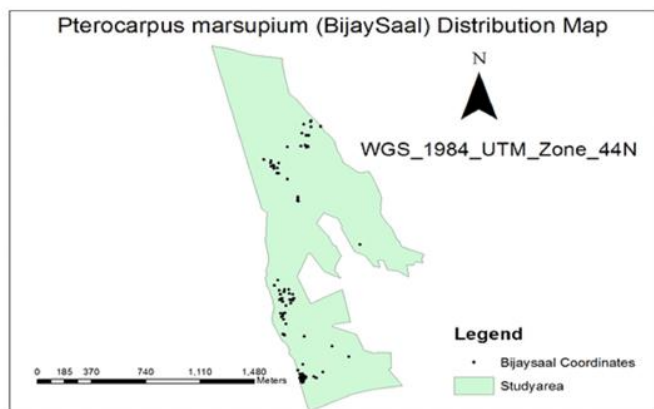 Pterocarpus marsupium (BijaySaal) Distribution Map
N
WGS_1984_UTM_Zone_44N
Legend
Bijaysaal Coordinates
Studyarea
0 185 370 740 1,110 1,480
Meters